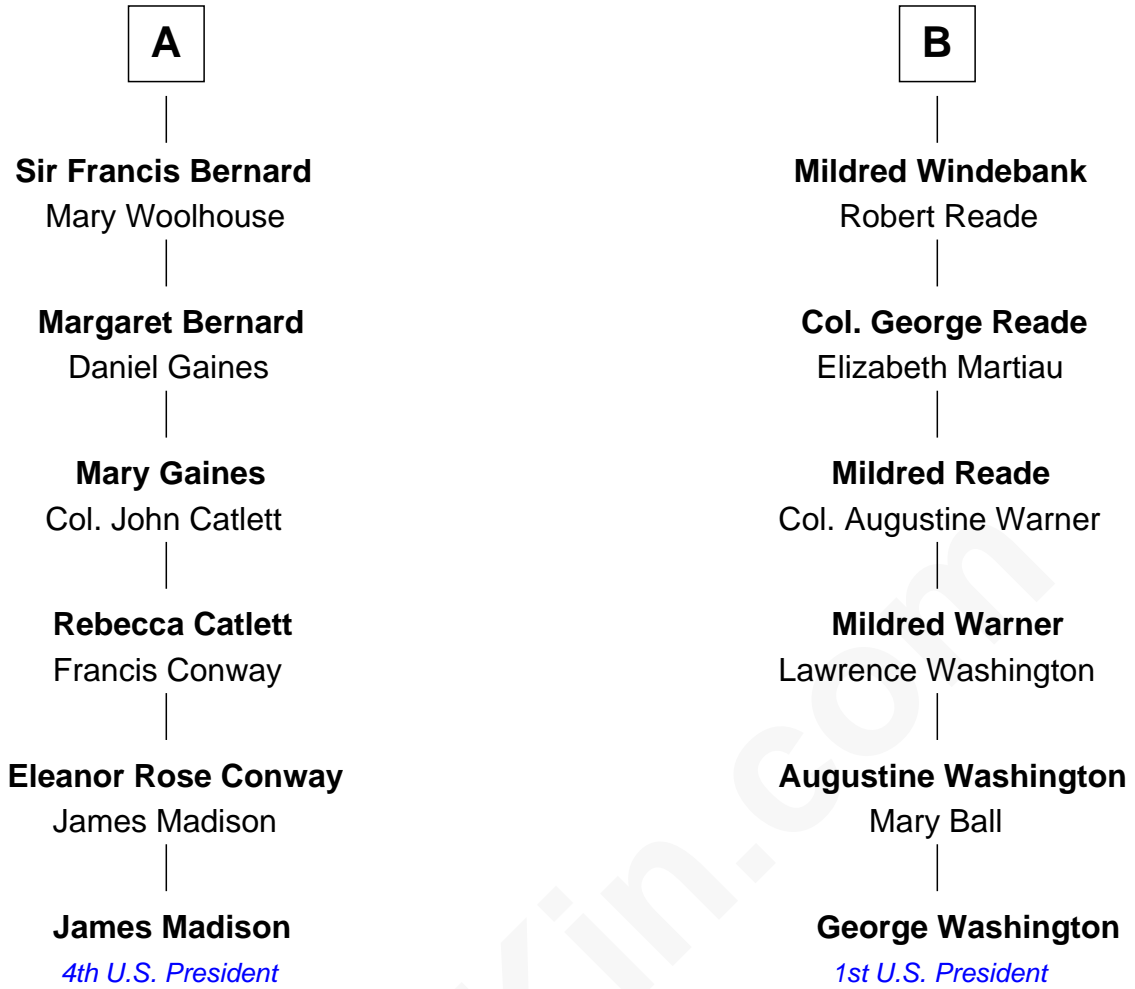 A
Sir Francis Bernard
Mary Woolhouse
Margaret Bernard
Daniel Gaines
Mary Gaines
Col. John Catlett
Rebecca Catlett
Francis Conway
Eleanor Rose Conway
James Madison
James Madison
4th U.S. President
B
Mildred Windebank
Robert Reade
Col. George Reade
Elizabeth Martiau
Mildred Reade
Col. Augustine Warner
Mildred Warner
Lawrence Washington
Augustine Washington
Mary Ball
George Washington
1st U.S. President
Kin.com